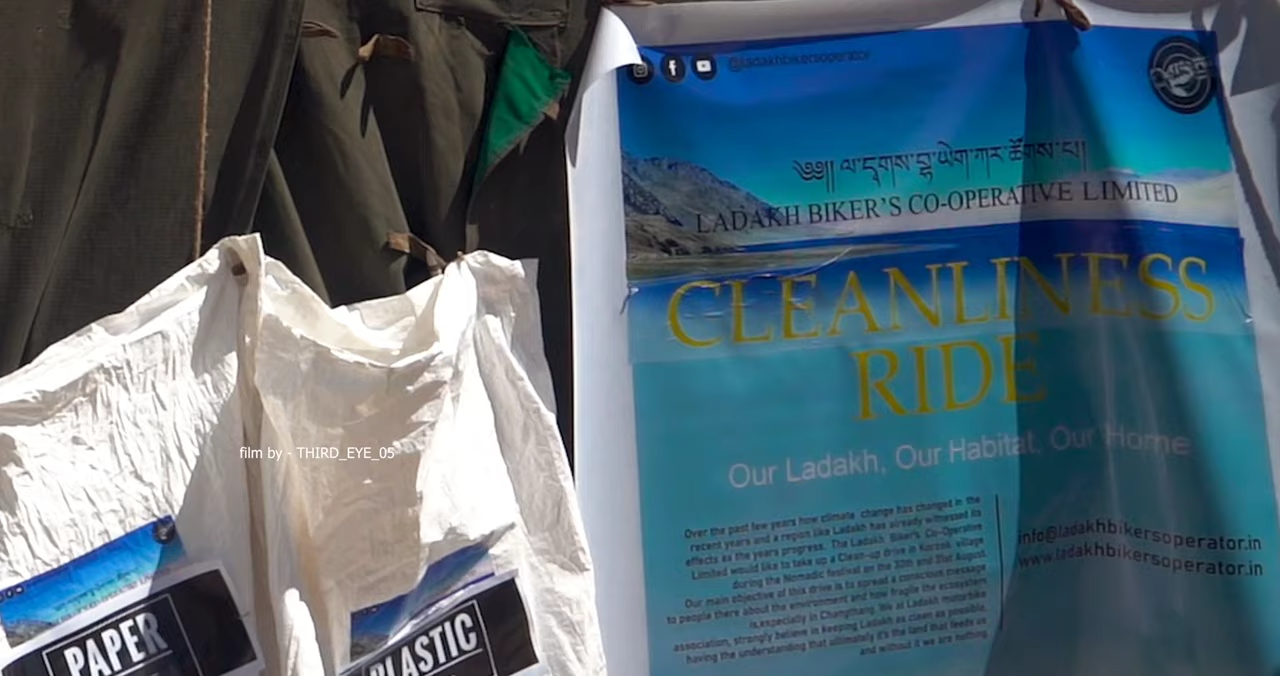 @ladakhbikersoperator
༄༅།། ལ་དྭགས་བྷ་ཡེག་ཀར་ཚོགས་པ།།
LADAKH BIKER'S CO-OPERATIVE LIMITED
CLEANLINESS
RIDE
Our Ladakh, Our Habitat, Our Home
Over the past few years how climate change has changed in the
recent years and a region like Ladakh has already witnessed its
effects as the years progress. The Ladakh Biker's Co-Operative
Limited would like to take up a Clean-up drive in Korzok village
during the Nomadic festival on the 30th and 31st August.
Our main objective of this drive is to spread a conscious message
to people there about the environment and how fragile the ecosystem
is,especially in Changthang. We at Ladakh motorbike
association, strongly believe in keeping Ladakh as clean as possible,
having the understanding that ultimately it's the land that feeds us
and without it we are nothing.
info@ladakhbikersoperator.in
www.ladakhbikersoperator.in
film by - THIRD_EYE_05
PAPER
PLASTIC